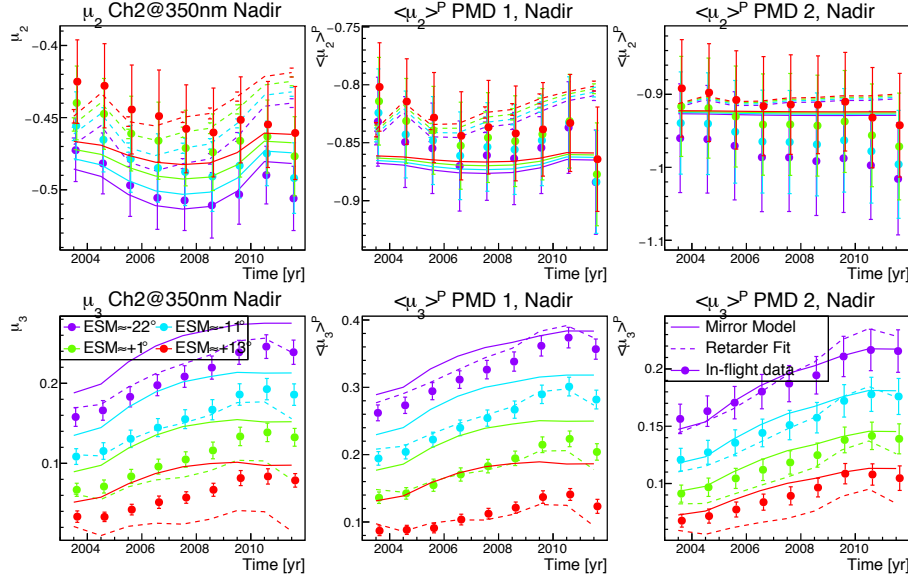 μ2 Ch2@350nm Nadir
<μ2>P PMD 1, Nadir
<μ2>P PMD 2, Nadir
μ2
−0.4
−0.45
−0.5
2004 2006 2008 2010
Time [yr]
<μ2>P
−0.75
−0.8
−0.85
−0.9
2004 2006 2008 2010
Time [yr]
<μ2>P
−0.8
−0.9
−1
−1.1
2004 2006 2008 2010
Time [yr]
μ3 Ch2@350nm Nadir
<μ3>P PMD 1, Nadir
<μ3>P PMD 2, Nadir
μ3
ESM≈-22° ESM≈-11°
ESM≈+1° ESM≈+13°
0.2
0.1
2004 2006 2008 2010
Time [yr]
<μ3>P
0.4
0.3
0.2
0.1
2004 2006 2008 2010
Time [yr]
<μ3>P
Mirror Model
Retarder Fit
In-flight data
0.2
0.15
0.1
2004 2006 2008 2010
Time [yr]